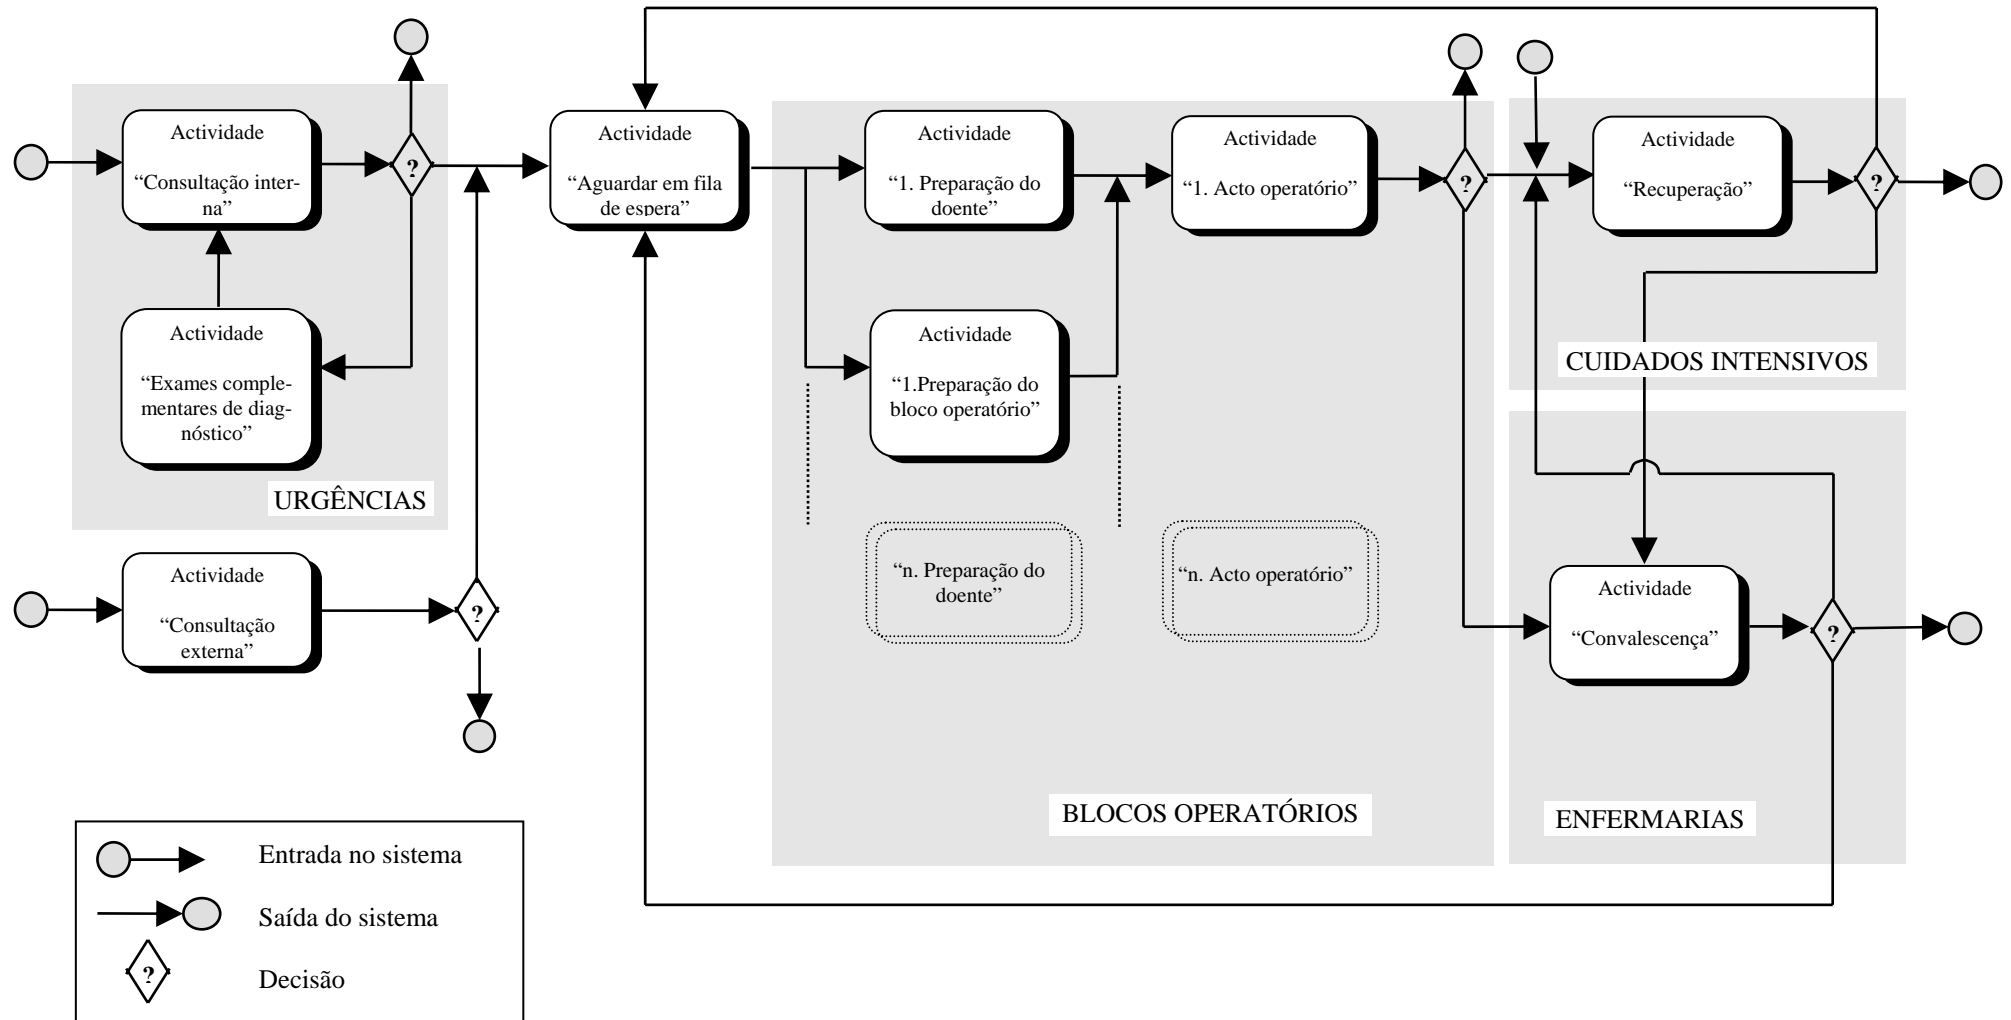 Actividade
“Consultação inter-
na”
?
Actividade
“Exames comple-
mentares de diag-
nóstico”
URGÊNCIAS
Actividade
“Consultação
externa”
?
Actividade
“Aguardar em fila
de espera”
Actividade
“1. Preparação do
doente”
Actividade
“1. Acto operatório”
?
Actividade
“1.Preparação do
bloco operatório”
“n. Preparação do
doente”
“n. Acto operatório”
BLOCOS OPERATÓRIOS
Actividade
“Recuperação”
?
CUIDADOS INTENSIVOS
Actividade
“Convalescença”
?
ENFERMARIAS
Entrada no sistema
Saída do sistema
?
Decisão